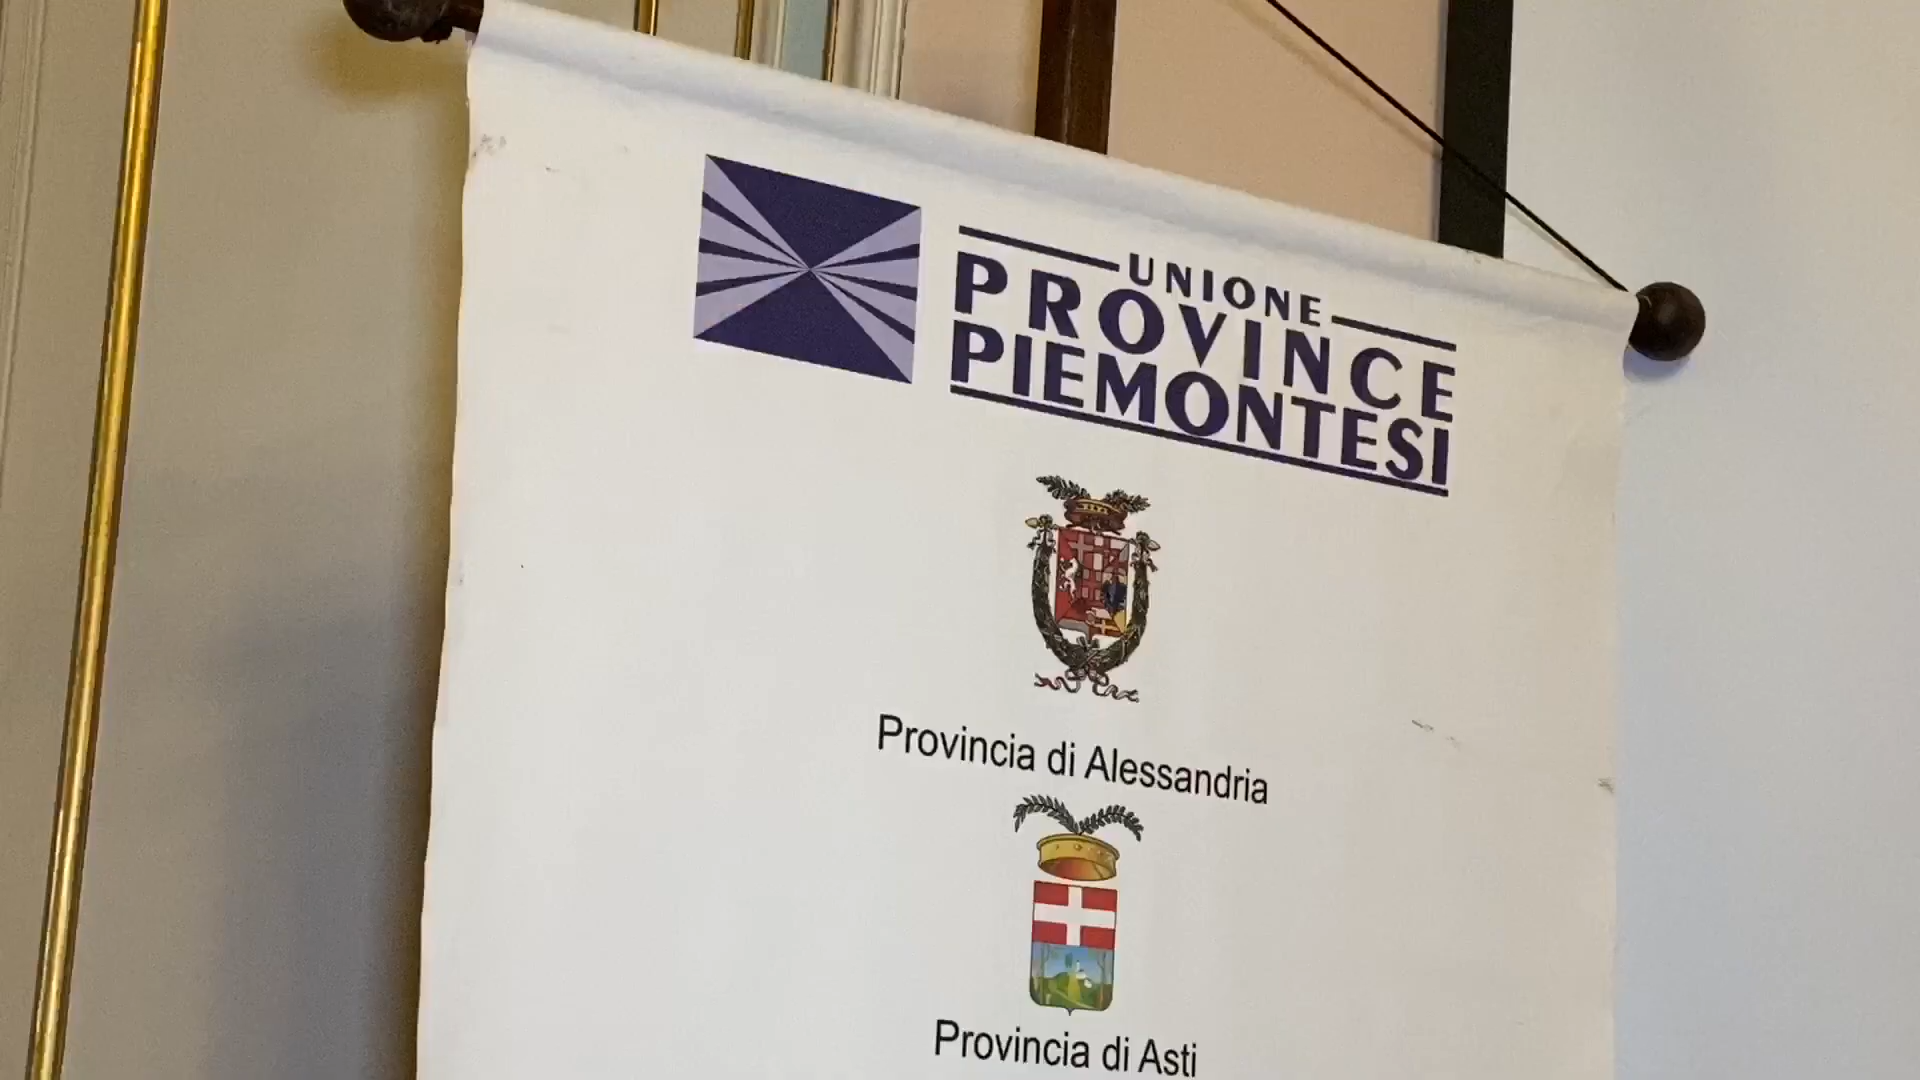 UNIONE
PROVINCE
PIEMONTESI
Provincia di Alessandria
Provincia di Asti